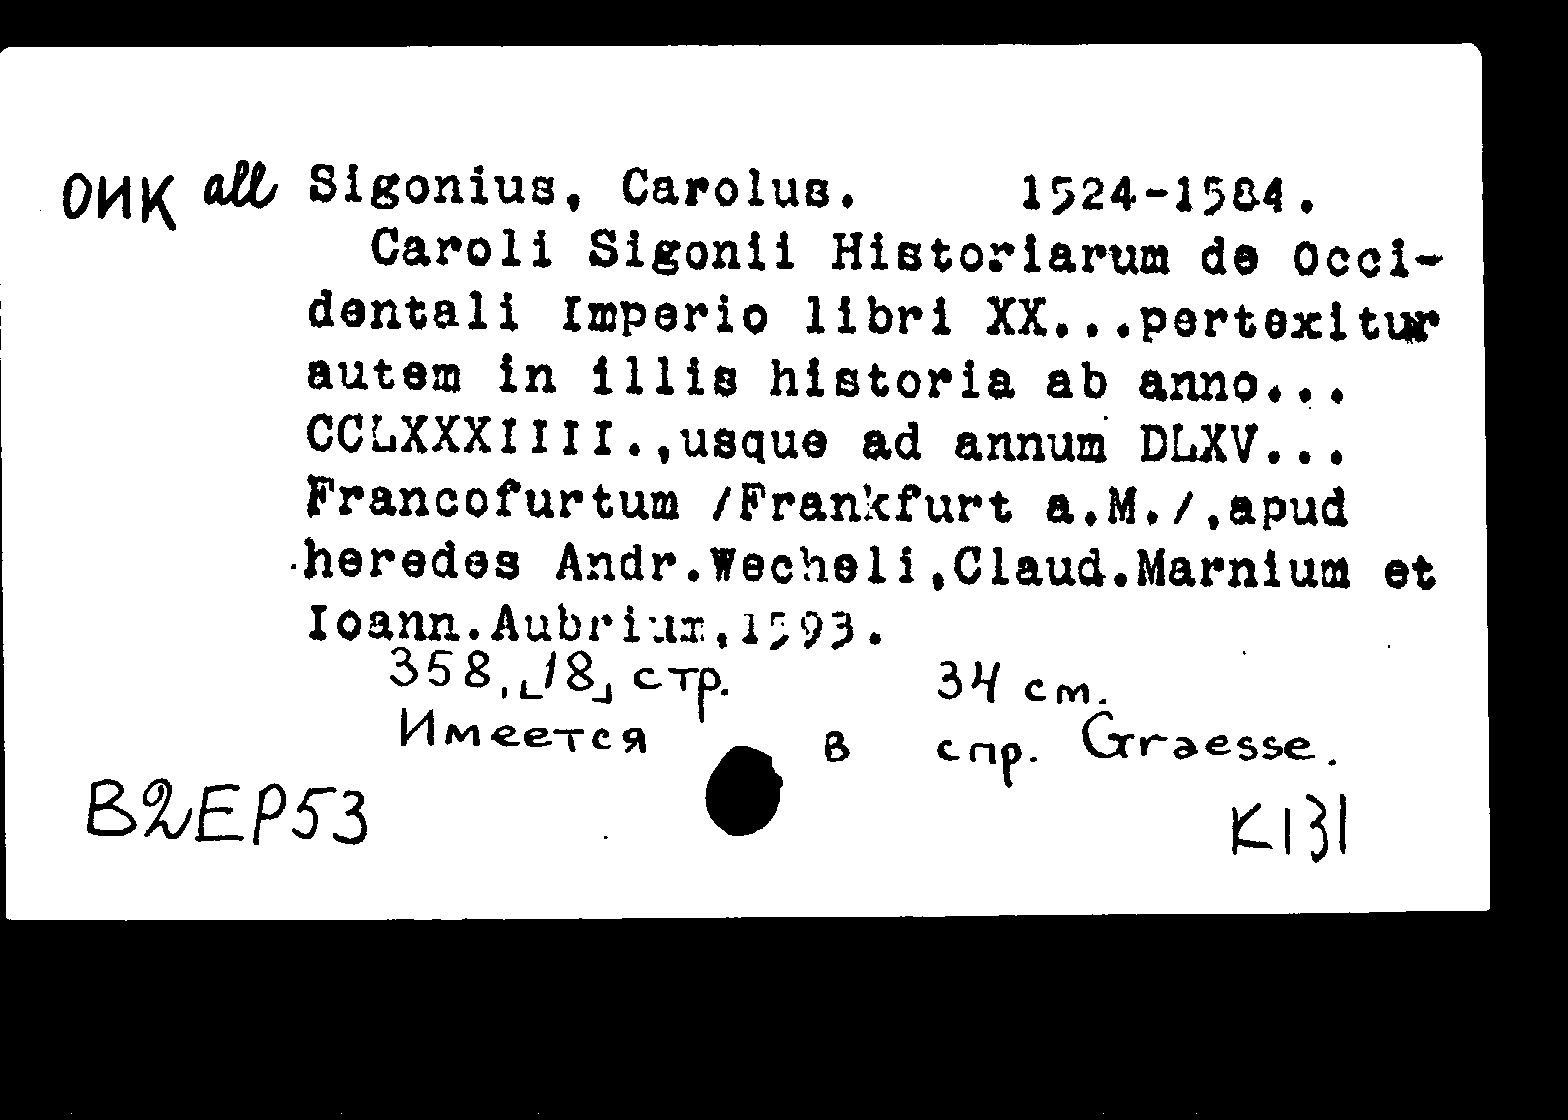 ОИК all Sigonius, Carolus. 1524-1584.
Caroli Sigonii Historiarum de Occi-
dentali Imperio libri XX...pertexitur
autem in illis historia ab anno...
CCLXXXIIII.,usque ad annum DLXV...
Francofurtum /Frankfurt a.M./,apud
heredes Andr.Wecheli,Claud.Marnium et
Ioann.Aubrium,1593.
358,[18] стр. 34 см.
Имеется в спр. Graesse.
B2EP53 K131